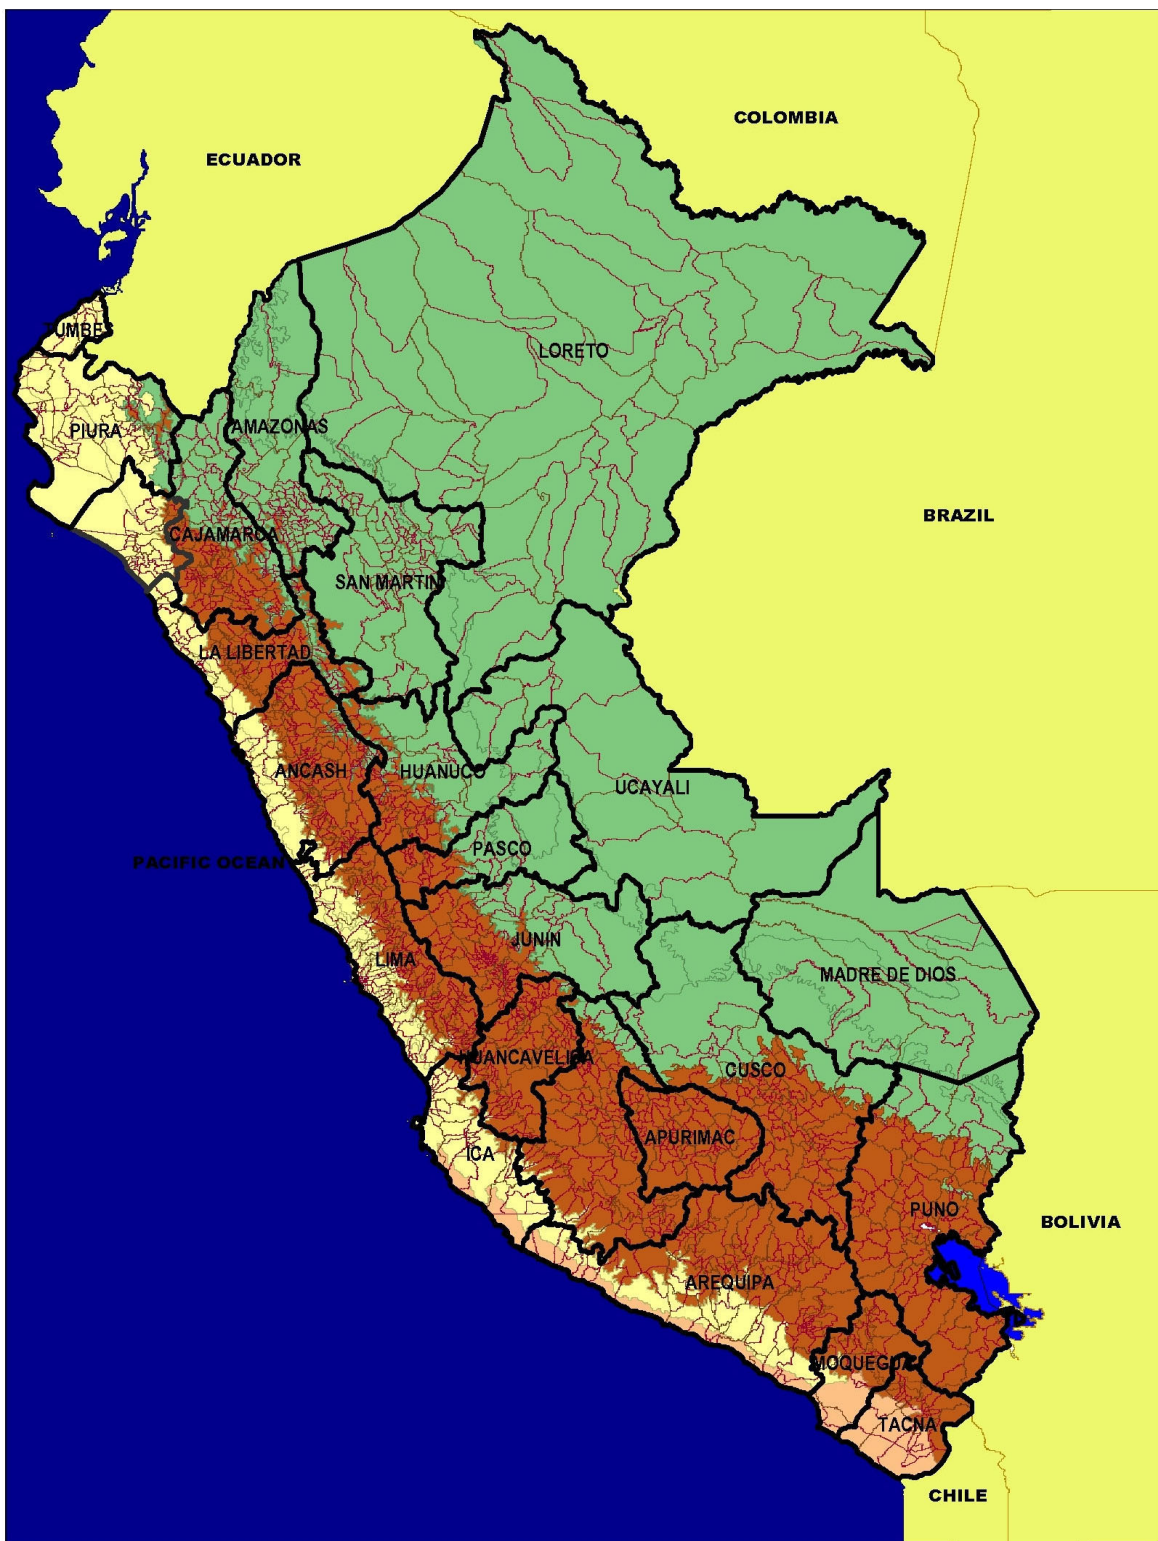 COLOMBIA
ECUADOR
TUMBES
LORETO
PIURA
AMAZONAS
BRAZIL
CAJAMARCA
SAN MARTIN
LA LIBERTAD
ANCASH
HUANUCO
UCAYALI
PASCO
PACIFIC OCEAN
JUNIN
LIMA
MADRE DE DIOS
HUANCAVELICA
CUSCO
APURIMAC
ICA
PUNO
BOLIVIA
AREQUIPA
MOQUEGUA
TACNA
CHILE